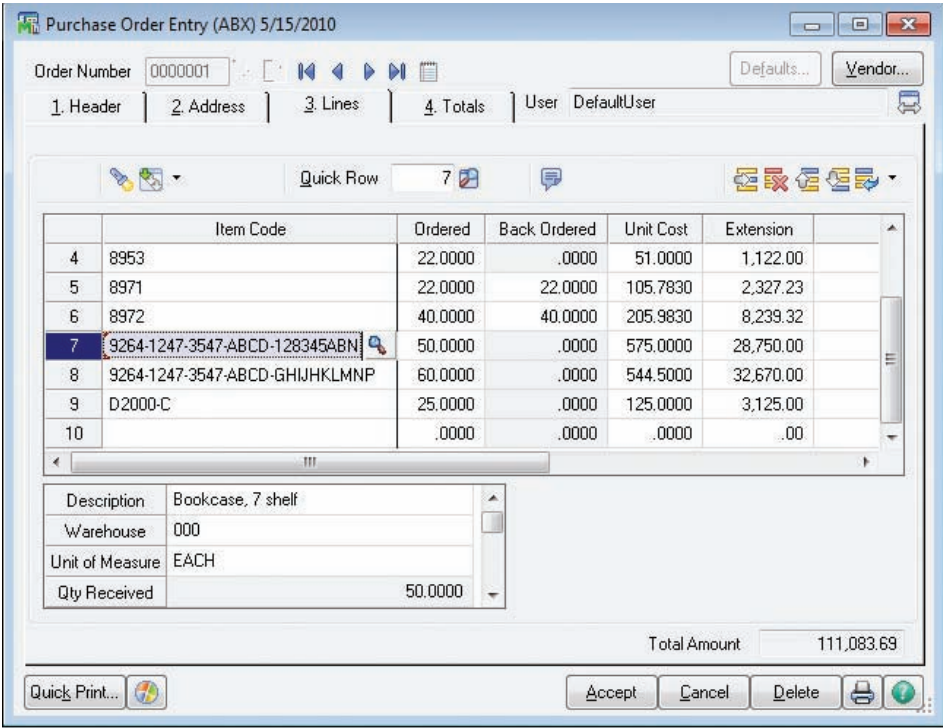 Purchase Order Entry (ABX) 5/15/2010
Order Number 0000001 Defaults... Vendor...
1. Header 2. Address 3. Lines 4. Totals User DefaultUser
Quick Row 7
Item Code Ordered Back Ordered Unit Cost Extension
4 8953 22.0000 .0000 51.0000 1,122.00
5 8971 22.0000 22.0000 105.7830 2,327.23
6 8972 40.0000 40.0000 205.9830 8,239.32
7 9264-1247-3547-ABCD-128345ABN 50.0000 .0000 575.0000 28,750.00
8 9264-1247-3547-ABCD-GHIJHKLMNP 60.0000 .0000 544.5000 32,670.00
9 D2000-C 25.0000 .0000 125.0000 3,125.00
10 .0000 .0000 .0000 .00
Description Bookcase, 7 shelf
Warehouse 000
Unit of Measure EACH
Qty Received 50.0000
Total Amount 111,083.69
Quick Print... Accept Cancel Delete